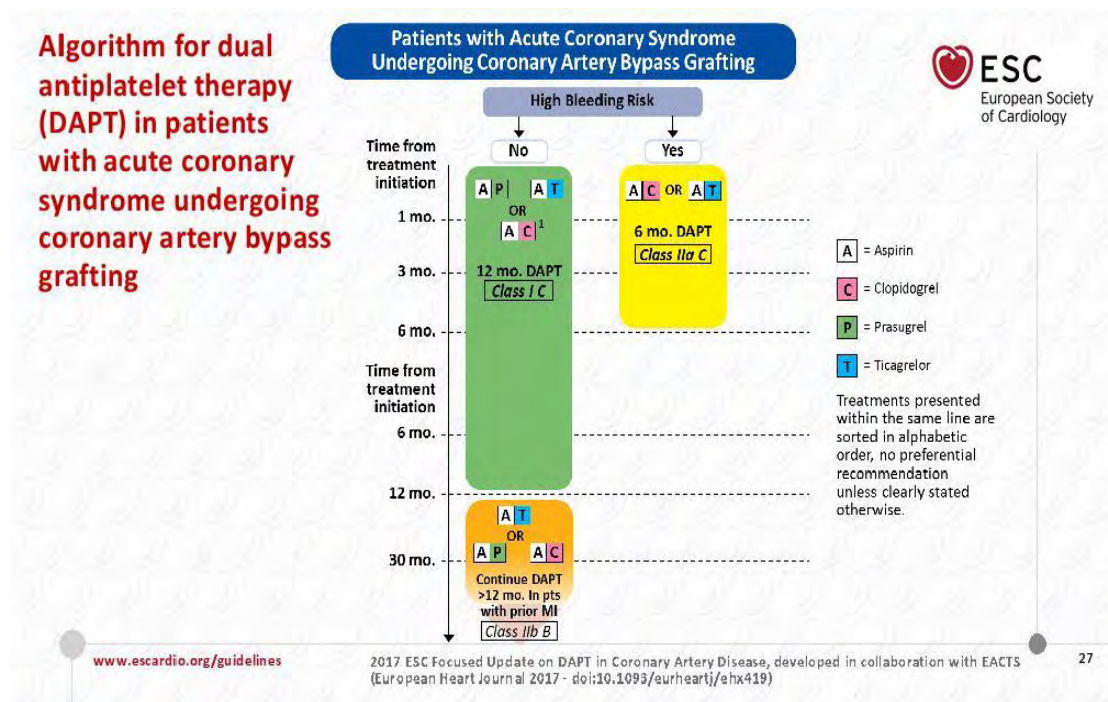 Algorithm for dual
antiplatelet therapy
(DAPT) in patients
with acute coronary
syndrome undergoing
coronary artery bypass
grafting
Patients with Acute Coronary Syndrome
Undergoing Coronary Artery Bypass Grafting
ESC
European Society
of Cardiology
High Bleeding Risk
No
Yes
Time from
treatment
initiation
1 mo.
3 mo.
6 mo.
Time from
treatment
initiation
6 mo.
12 mo.
30 mo.
A P A T
OR
A C 1
12 mo. DAPT
Class I C
A C OR A T
6 mo. DAPT
Class IIa C
A T
OR
A P A C
Continue DAPT
>12 mo. In pts
with prior MI
Class IIb B
A = Aspirin
C = Clopidogrel
P = Prasugrel
T = Ticagrelor
Treatments presented
within the same line are
sorted in alphabetic
order, no preferential
recommendation
unless clearly stated
otherwise.
www.escardio.org/guidelines
2017 ESC Focused Update on DAPT in Coronary Artery Disease, developed in collaboration with EACTS
(European Heart Journal 2017 - doi:10.1093/eurheartj/ehx419)
27